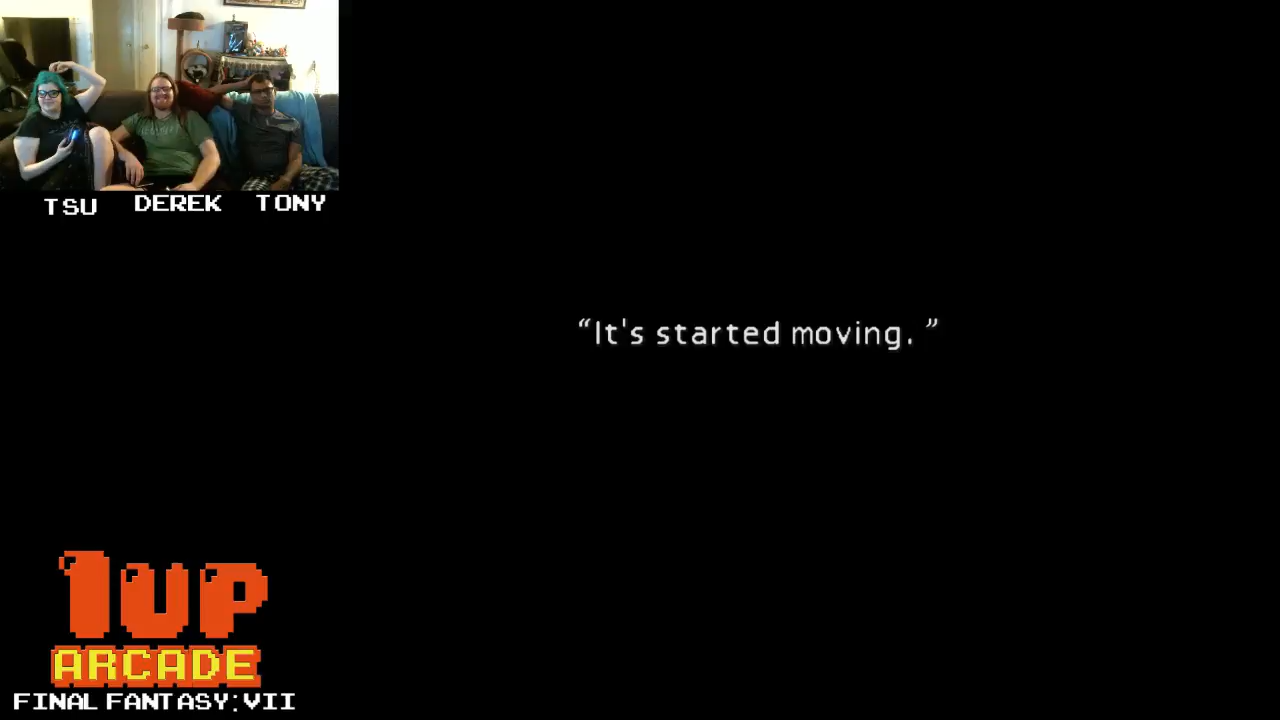 TSU DEREK TONY
“It's started moving. ”
1UP
ARCADE
FINAL FANTASY:VII